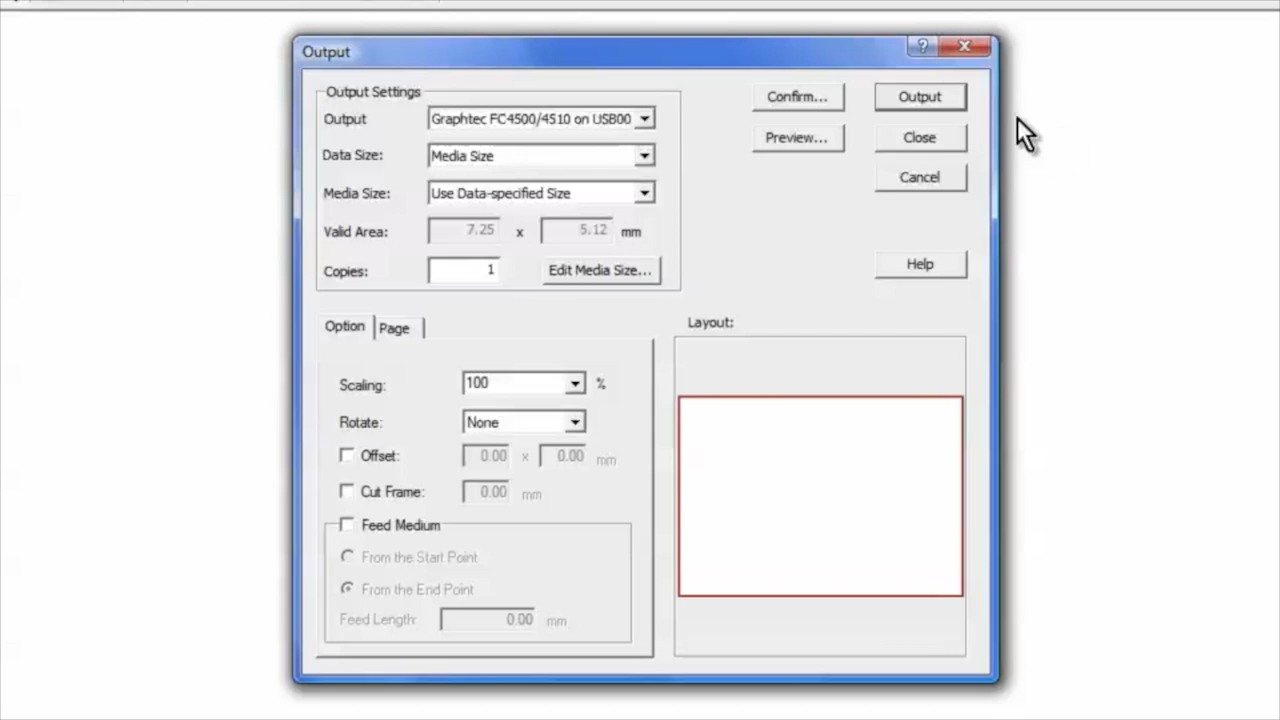 Output
Output Settings
Output Graphtec FC4500/4510 on USB00
Data Size: Media Size
Media Size: Use Data-specified Size
Valid Area: 7.25 x 5.12 mm
Copies: 1 Edit Media Size...
Confirm... Output
Preview... Close
Cancel
Help
Option Page
Scaling: 100 %
Rotate: None
Offset: 0.00 x 0.00 mm
Cut Frame: 0.00 mm
Feed Medium
From the Start Point
From the End Point
Feed Length: 0.00 mm
Layout: